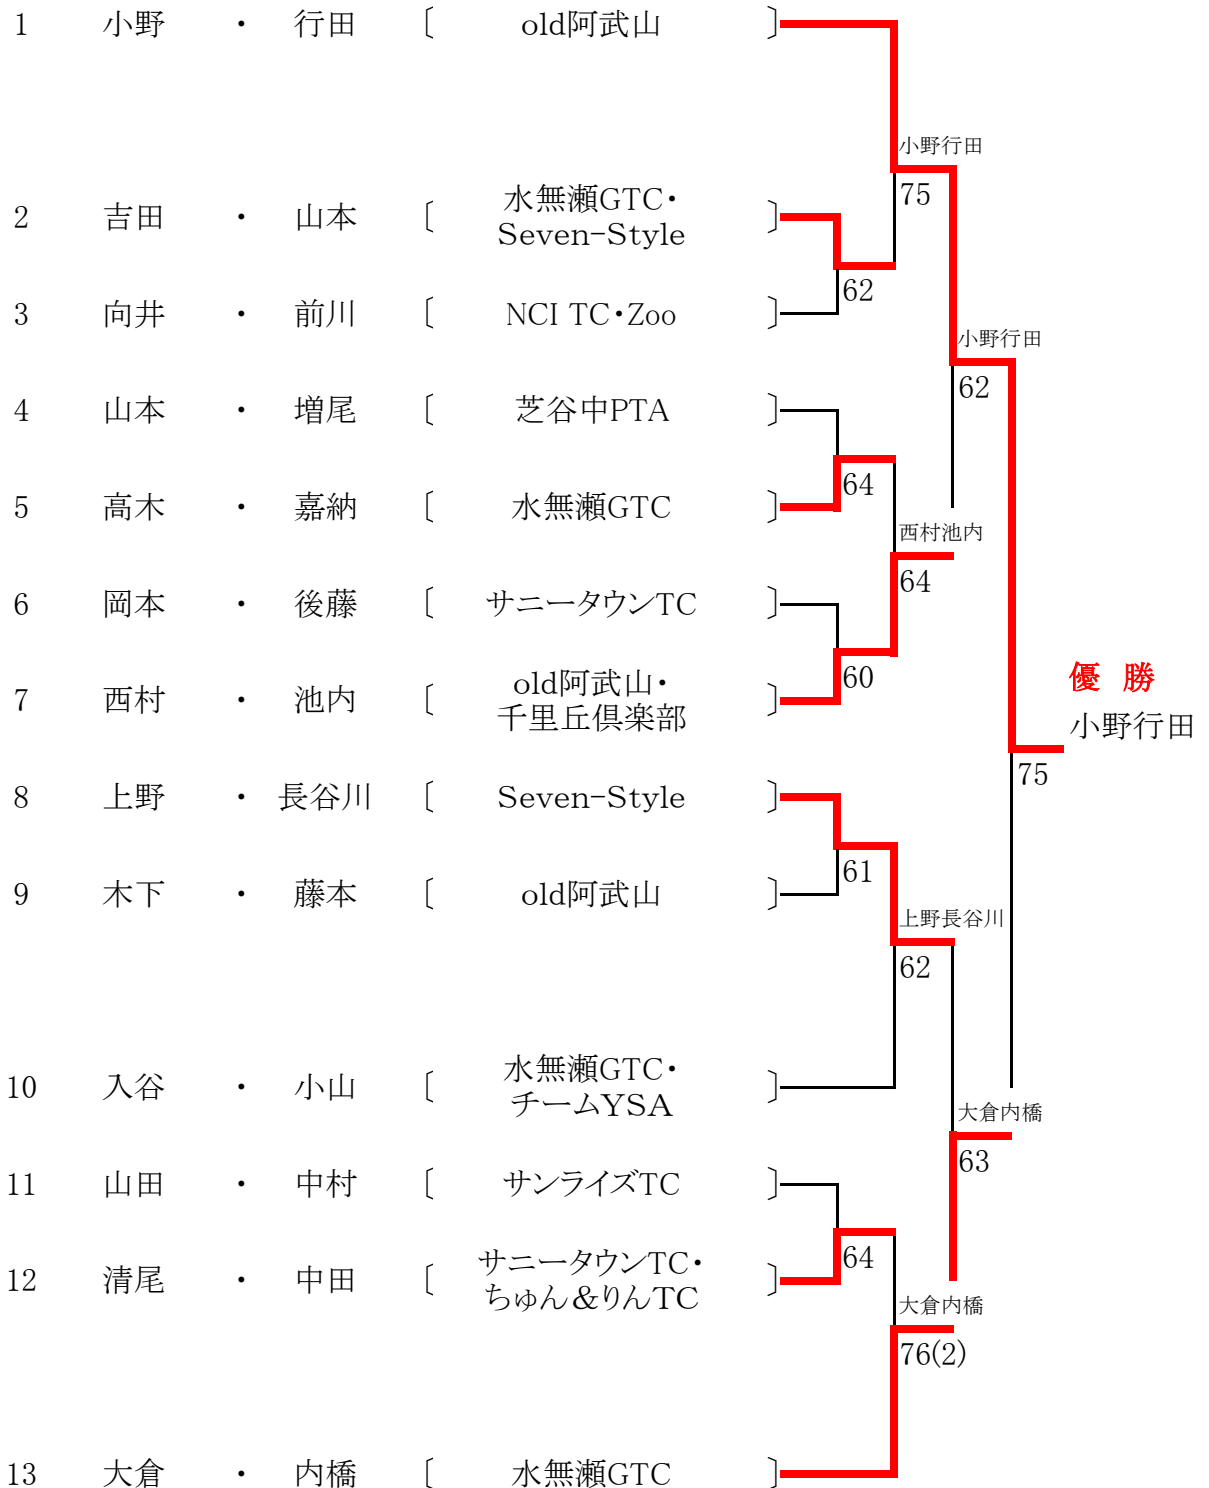 1 小野 ・ 行田 〔 old阿武山 〕
小野行田
75
2 吉田 ・ 山本 〔 水無瀬GTC・
Seven-Style 〕
62
3 向井 ・ 前川 〔 NCI TC・Zoo 〕
小野行田
62
4 山本 ・ 増尾 〔 芝谷中PTA 〕
64
5 高木 ・ 嘉納 〔 水無瀬GTC 〕
西村池内
64
6 岡本 ・ 後藤 〔 サニータウンTC 〕
60
7 西村 ・ 池内 〔 old阿武山・
千里丘倶楽部 〕
優 勝
小野行田
75
8 上野 ・ 長谷川 〔 Seven-Style 〕
61
9 木下 ・ 藤本 〔 old阿武山 〕
上野長谷川
62
10 入谷 ・ 小山 〔 水無瀬GTC・
チームYSA 〕
大倉内橋
63
11 山田 ・ 中村 〔 サンライズTC 〕
64
12 清尾 ・ 中田 〔 サニータウンTC・
ちゅん&りんTC 〕
大倉内橋
76(2)
13 大倉 ・ 内橋 〔 水無瀬GTC 〕